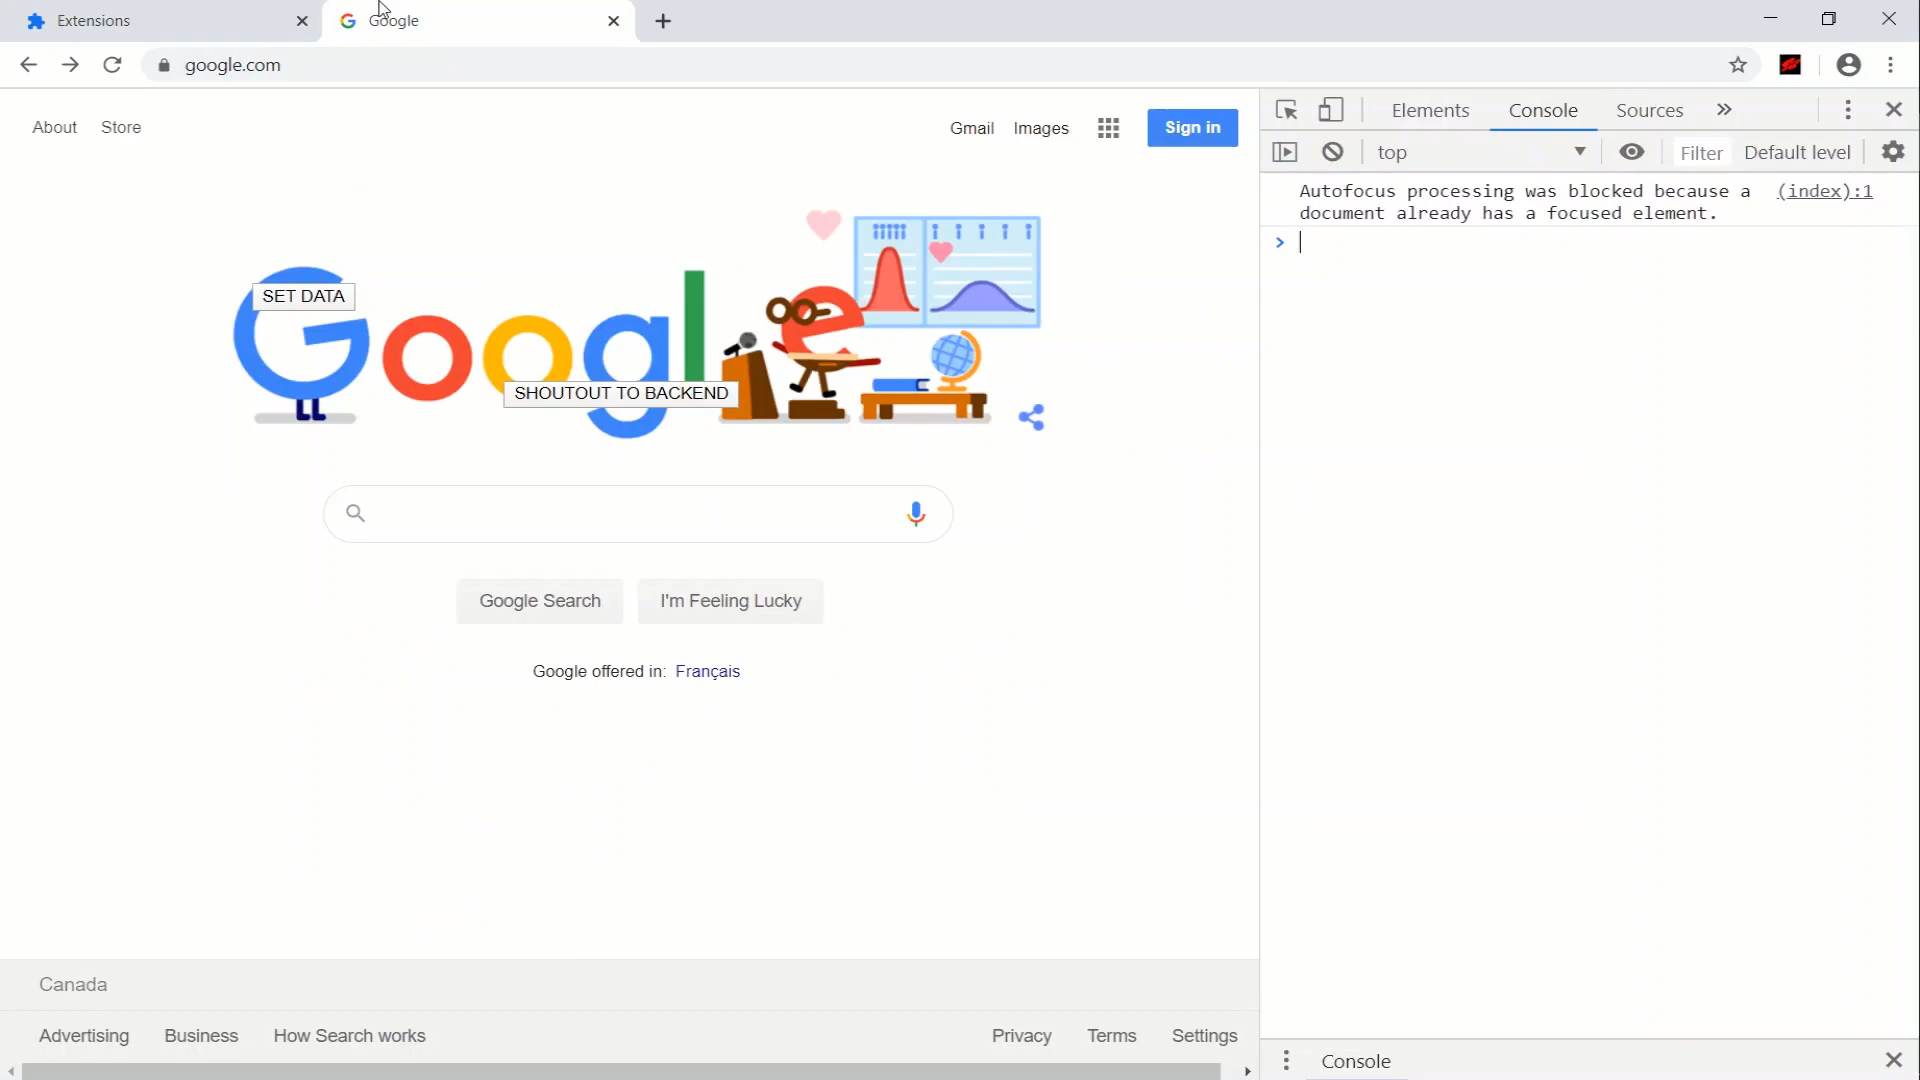 Extensions
Google
google.com
About
Store
Gmail
Images
Sign in
Elements
Console
Sources
top
Filter
Default level
Autofocus processing was blocked because a
document already has a focused element.
(index):1
Google
SET DATA
SHOUTOUT TO BACKEND
Google Search
I'm Feeling Lucky
Google offered in: Français
Canada
Advertising
Business
How Search works
Privacy
Terms
Settings
Console